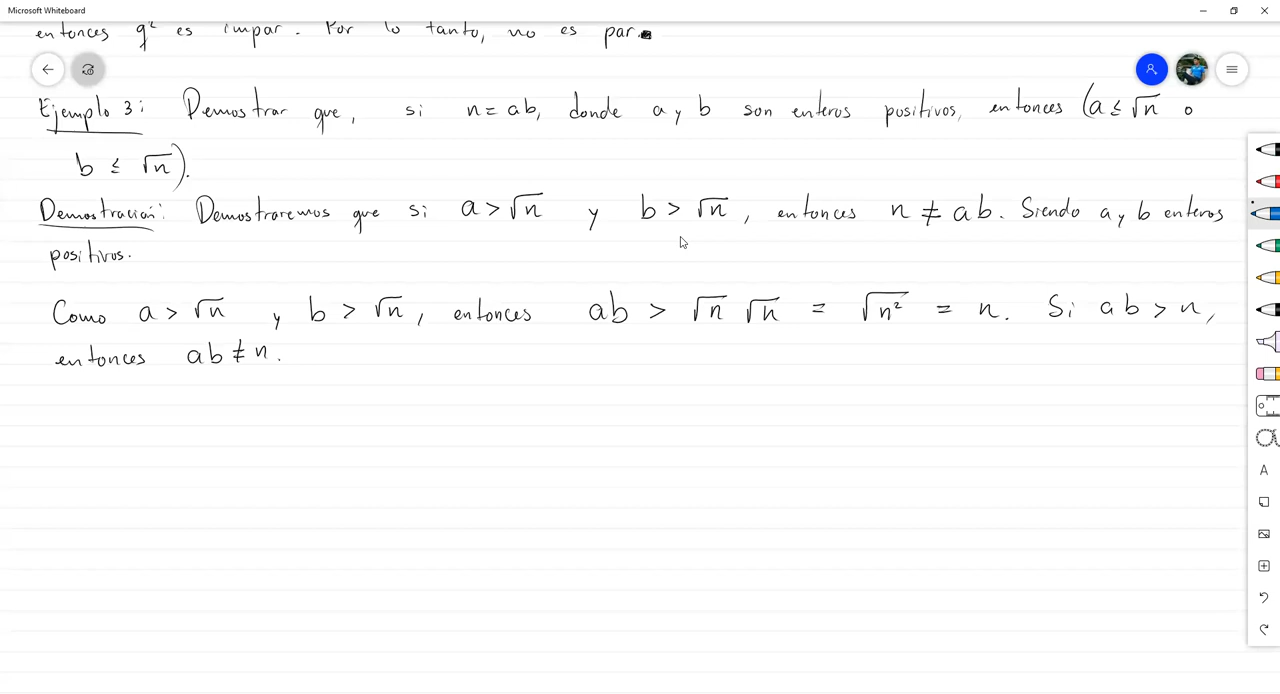 Microsoft Whiteboard
entonces q² es impar. Por lo tanto, no es par.
Ejemplo 3: Demostrar que, si n = ab, donde a y b son enteros positivos, entonces (a ≤ √n o
b ≤ √n).
Demostración: Demostraremos que si a > √n y b > √n, entonces n ≠ ab. Siendo a y b enteros
positivos.
Como a > √n y b > √n, entonces ab > √n √n = √n² = n. Si ab > n,
entonces ab ≠ n.